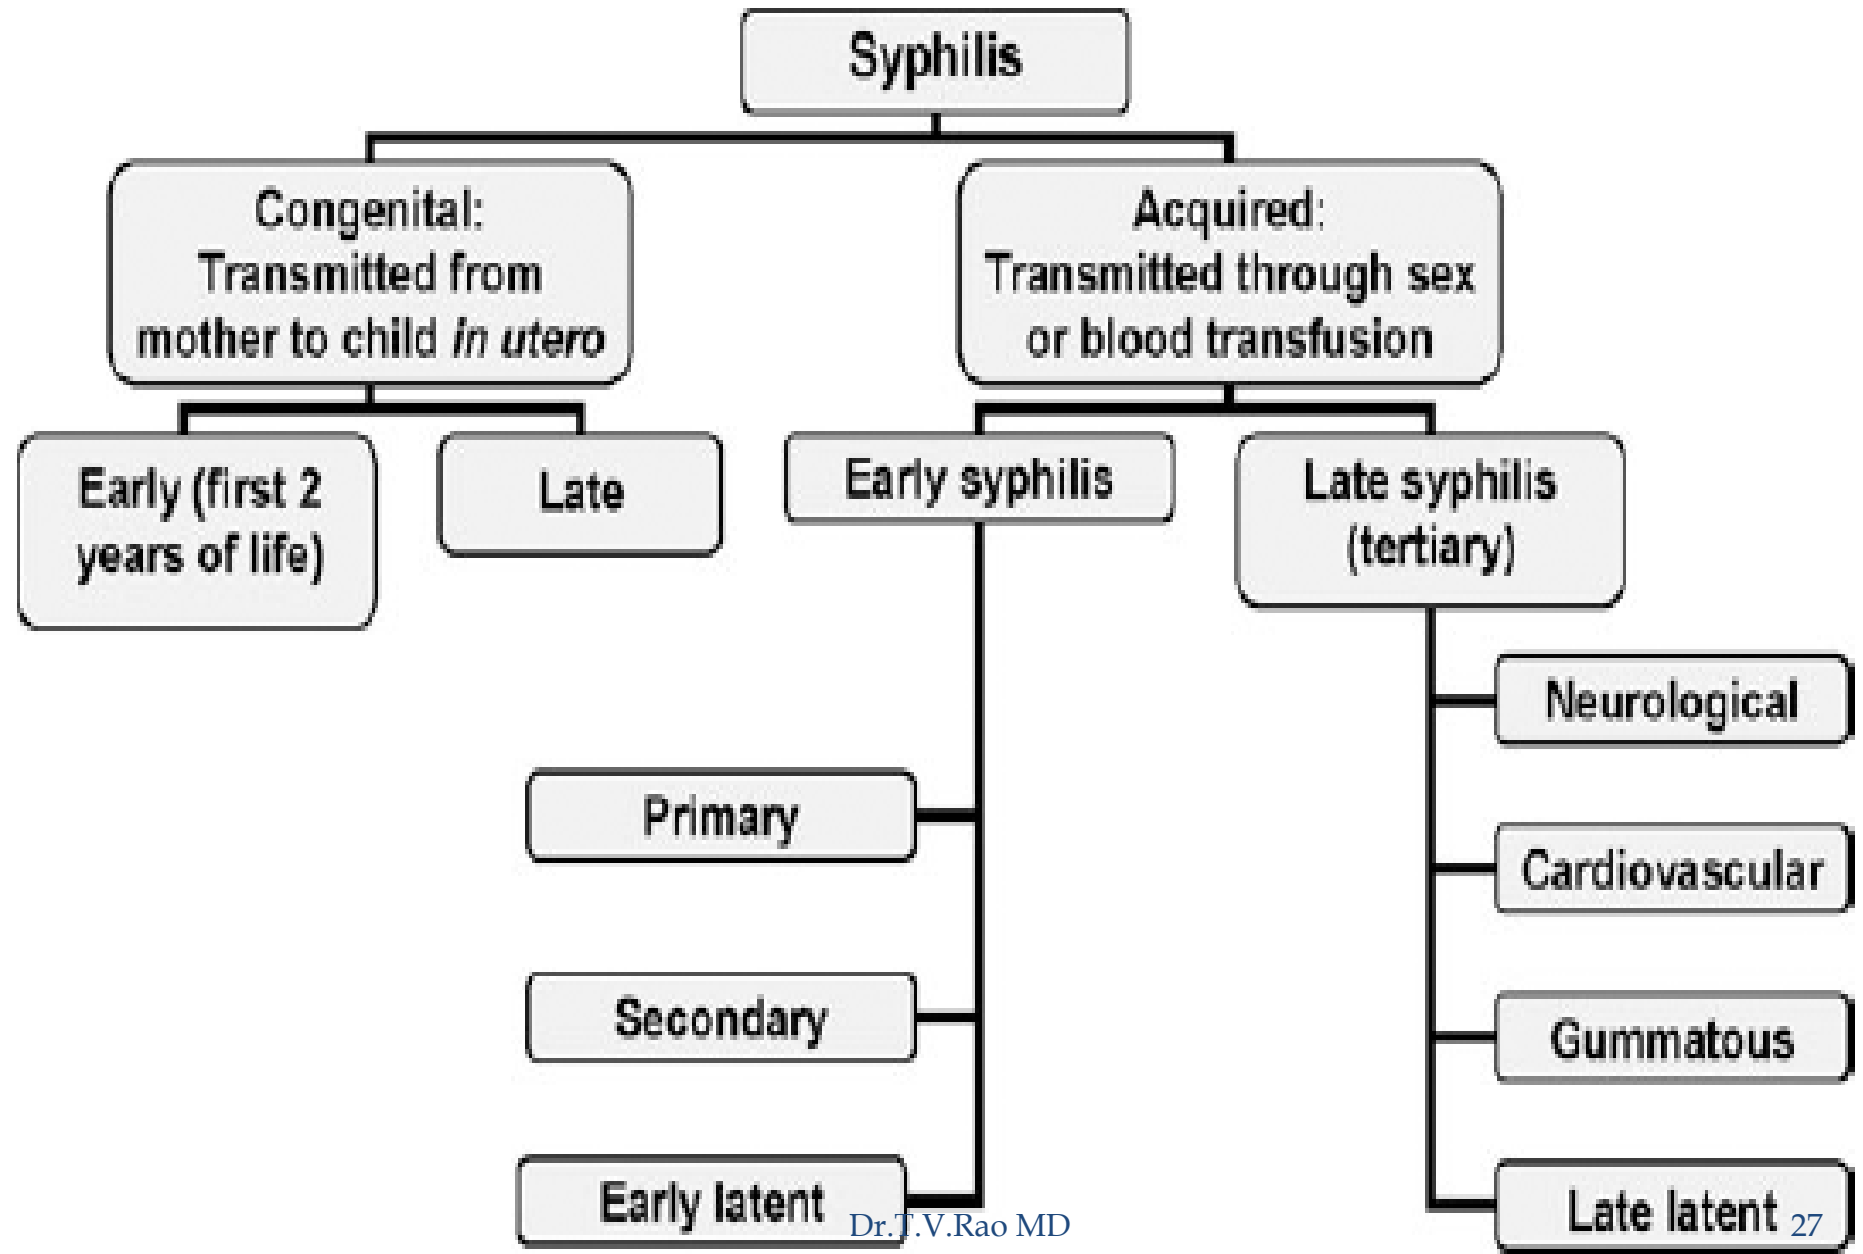 Syphilis
Congenital:
Transmitted from
mother to child in utero
Acquired:
Transmitted through sex
or blood transfusion
Early (first 2
years of life)
Late
Early syphilis
Late syphilis
(tertiary)
Primary
Secondary
Early latent
Neurological
Cardiovascular
Gummatous
Late latent
Dr.T.V.Rao MD
27